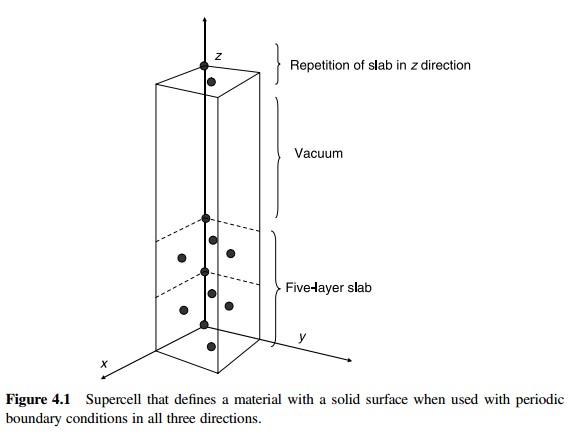 z
Repetition of slab in z direction
Vacuum
Five-layer slab
y
x
Figure 4.1 Supercell that defines a material with a solid surface when used with periodic
boundary conditions in all three directions.